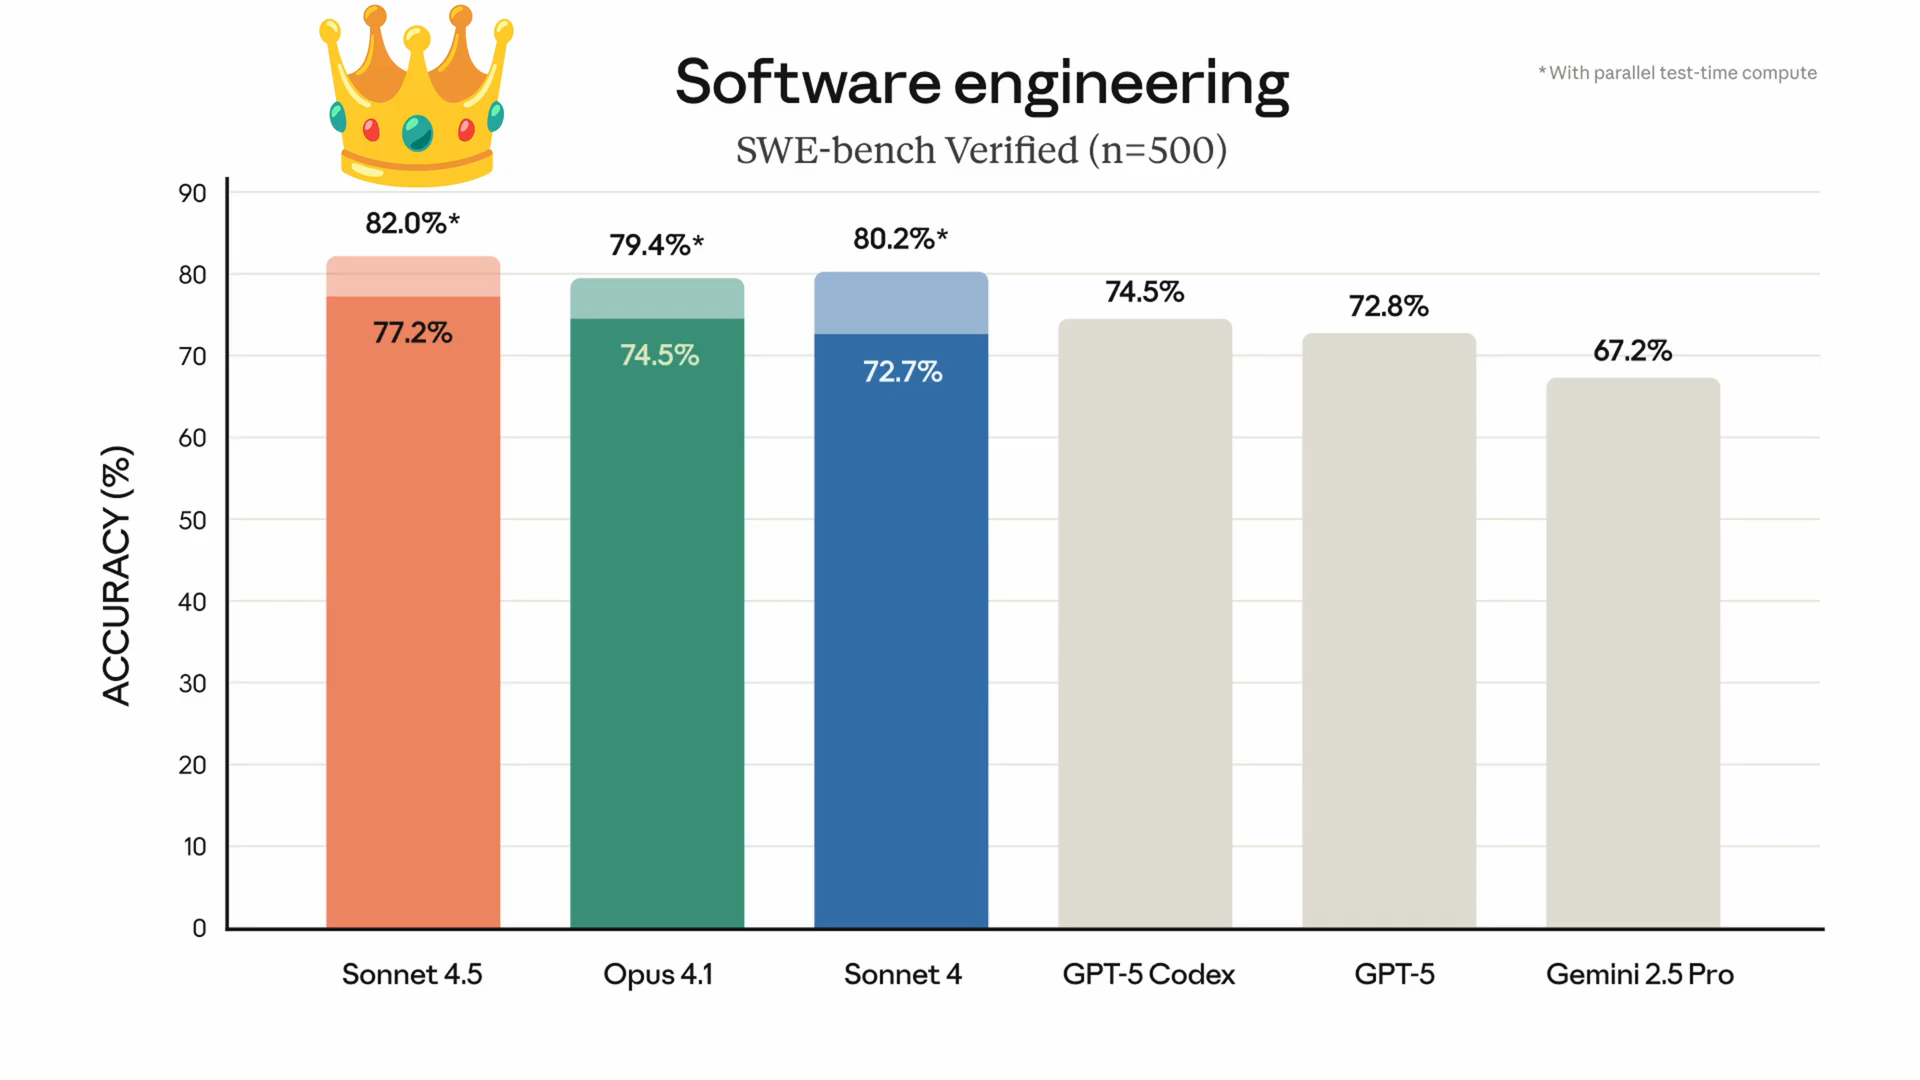 Software engineering
*With parallel test-time compute
SWE-bench Verified (n=500)
ACCURACY (%)
90
80
70
60
50
40
30
20
10
0
82.0%*
77.2%
79.4%*
74.5%
80.2%*
72.7%
74.5%
72.8%
67.2%
Sonnet 4.5
Opus 4.1
Sonnet 4
GPT-5 Codex
GPT-5
Gemini 2.5 Pro